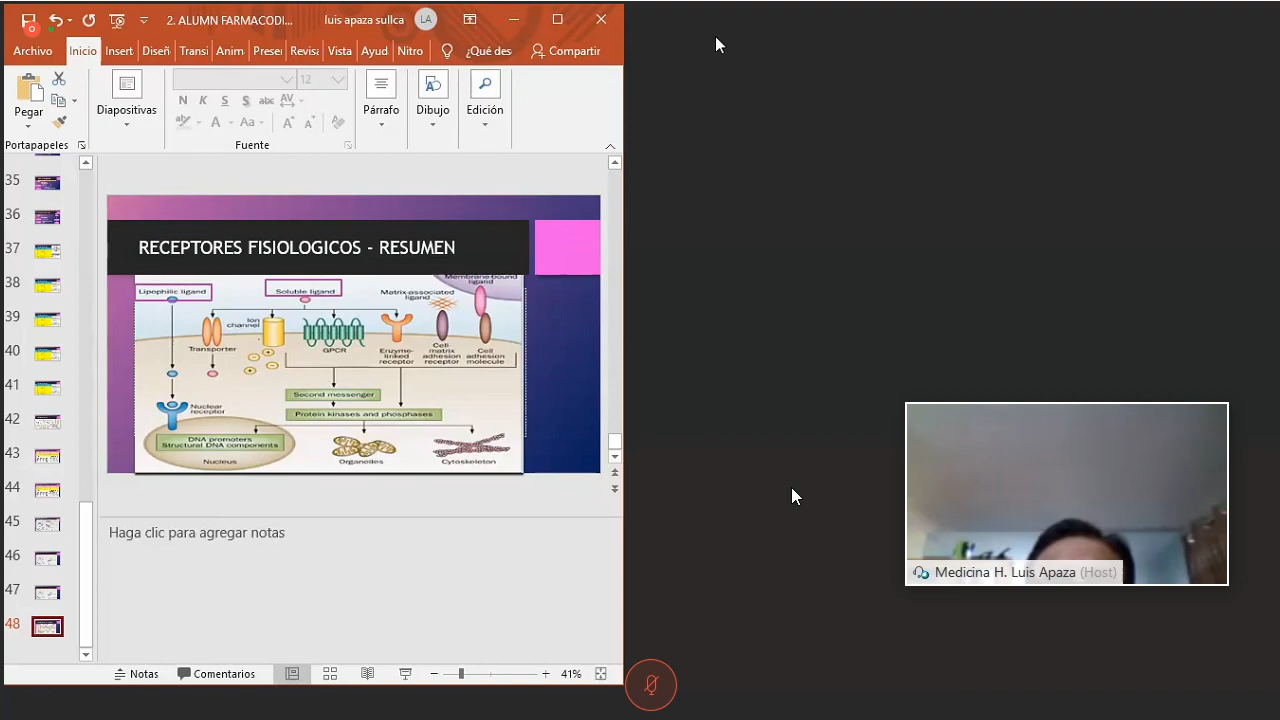 2. ALUMN FARMACODI...
luis apaza sullca
LA
Archivo
Inicio
Insert
Diseñ
Transi
Anim
Prese
Revisa
Vista
Ayud
Nitro
¿Qué des
Compartir
Pegar
Diapositivas
12
N K S S abc AV
A Aa A A
Párrafo
Dibujo
Edición
Portapapeles
Fuente
35
36
37
38
39
40
41
42
43
44
45
46
47
48
RECEPTORES FISIOLOGICOS - RESUMEN
Membrane-bound
ligand
Lipophilic ligand
Soluble ligand
Matrix-associated
ligand
Ion
channel
Transporter
GPCR
Enzyme-
linked
receptor
Cell-
matrix
adhesion
receptor
Cell
adhesion
molecule
Second messenger
Nuclear
receptor
Protein kinases and phosphases
DNA promoters
Structural DNA components
Nucleus
Organelles
Cytoskeleton
Haga clic para agregar notas
Notas
Comentarios
41%
Medicina H. Luis Apaza (Host)